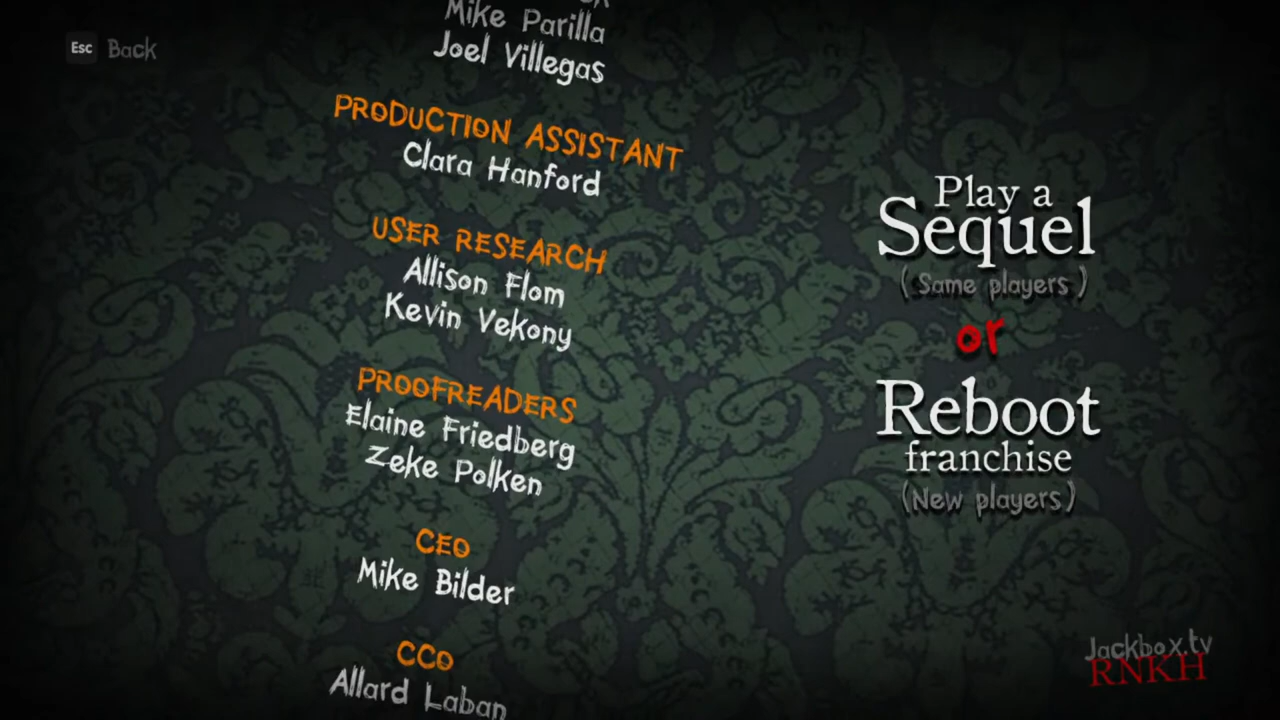 Esc Back
Mike Parilla
Joel Villegas
PRODUCTION ASSISTANT
Clara Hanford
USER RESEARCH
Allison Flom
Kevin Vekony
PROOFREADERS
Elaine Friedberg
Zeke Polken
CEO
Mike Bilder
CCO
Allard Laban
Play a
Sequel
(Same players)
or
Reboot
franchise
(New players)
Jackbox.tv
RNKH